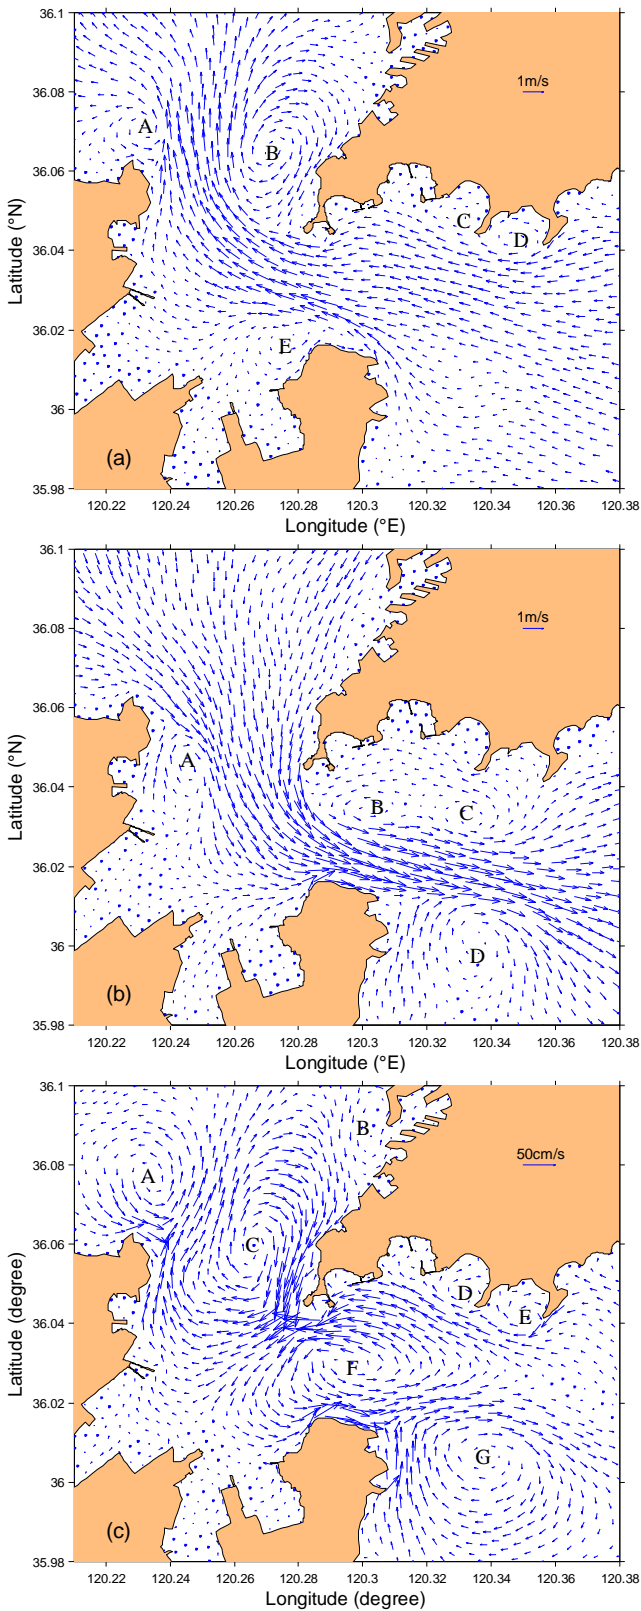 36.1
36.08
36.06
36.04
36.02
36
35.98
Latitude (°N)
1m/s
A
B
C
D
E
(a)
120.22 120.24 120.26 120.28 120.3 120.32 120.34 120.36 120.38
Longitude (°E)
36.1
36.08
36.06
36.04
36.02
36
35.98
Latitude (°N)
1m/s
A
B
C
D
(b)
120.22 120.24 120.26 120.28 120.3 120.32 120.34 120.36 120.38
Longitude (°E)
36.1
36.08
36.06
36.04
36.02
36
35.98
Latitude (degree)
50cm/s
B
A
C
D
E
F
G
(c)
120.22 120.24 120.26 120.28 120.3 120.32 120.34 120.36 120.38
Longitude (degree)